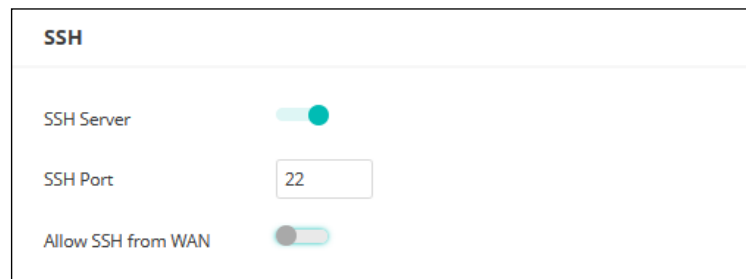 SSH
SSH Server
SSH Port 22
Allow SSH from WAN